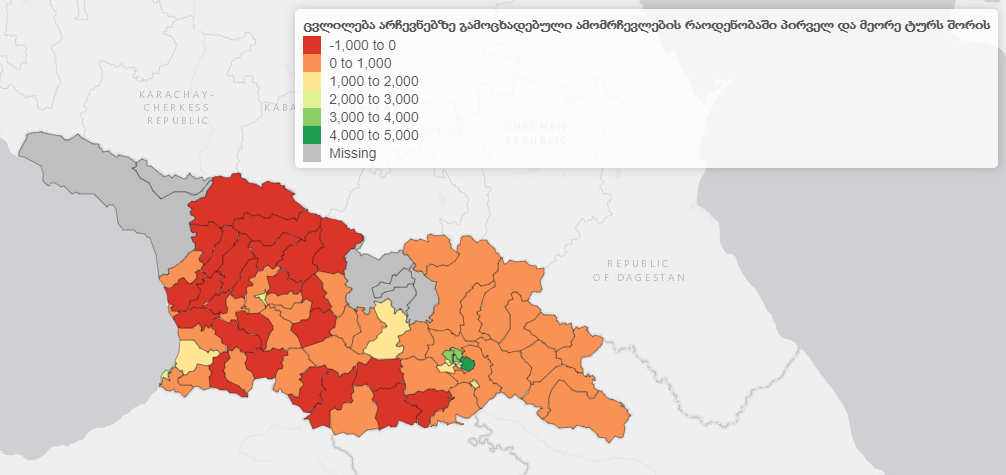 ცვლილება არჩევნებზე გამოცხადებული ამომრჩევლების რაოდენობაში პირველ და მეორე ტურს შორის
-1,000 to 0
0 to 1,000
1,000 to 2,000
2,000 to 3,000
3,000 to 4,000
4,000 to 5,000
Missing
KARACHAY-
CHERKESS
REPUBLIC
CHECHEN
REPUBLIC
REPUBLIC
OF DAGESTAN